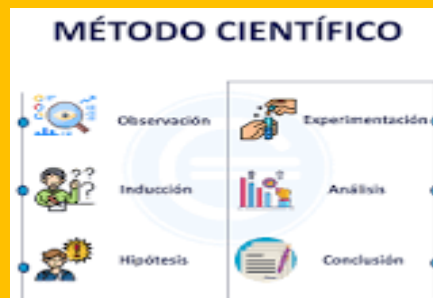 MÉTODO CIENTÍFICO
Observación
Inducción
Hipótesis
Experimentación
Análisis
Conclusión